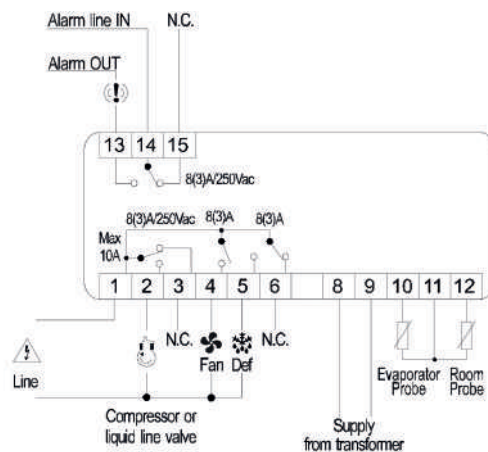 Alarm line IN
N.C.
Alarm OUT
13 14 15
8(3)A/250Vac
8(3)A/250Vac 8(3)A 8(3)A
Max
10A
1 2 3 4 5 6 8 9 10 11 12
N.C.
N.C.
Line
Fan Def
Evaporator
Probe
Room
Probe
Compressor or
liquid line valve
Supply
from transformer